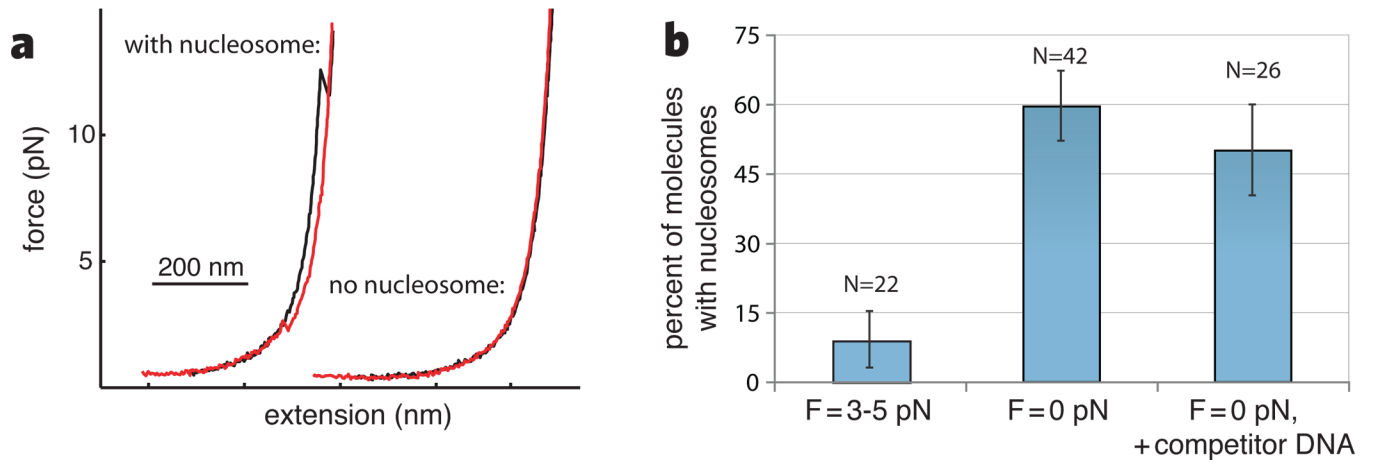 a
with nucleosome:
force (pN)
10
5
200 nm
no nucleosome:
extension (nm)
b
percent of molecules
with nucleosomes
75
60
45
30
15
0
N=22
N=42
N=26
F=3-5 pN
F=0 pN
F=0 pN,
+competitor DNA